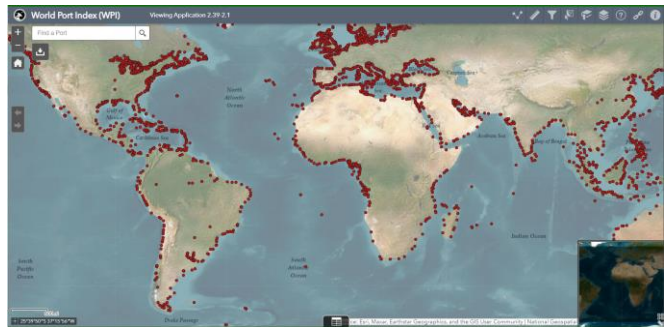 World Port Index (WPI) Viewing Application 2.39 2.1
Find a Port
North
Atlantic
Ocean
Gulf of
Mexico
Caribbean Sea
Arabian Sea
Bay of Bengal
South
Pacific
Ocean
South
Atlantic
Ocean
Indian Ocean
Drake Passage
Esri, Maxar, Earthstar Geographics, and the GIS User Community | National Geospatial